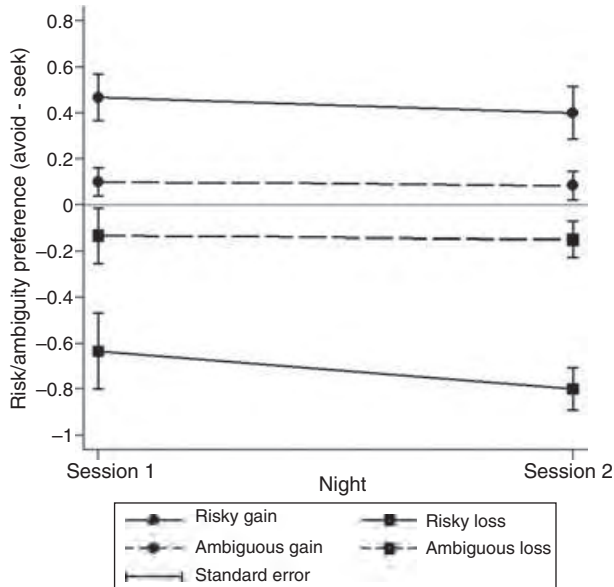 Risk/ambiguity preference (avoid - seek)
0.8
0.6
0.4
0.2
0
−0.2
−0.4
−0.6
−0.8
−1
Session 1
Session 2
Night
Risky gain
Risky loss
Ambiguous gain
Ambiguous loss
Standard error